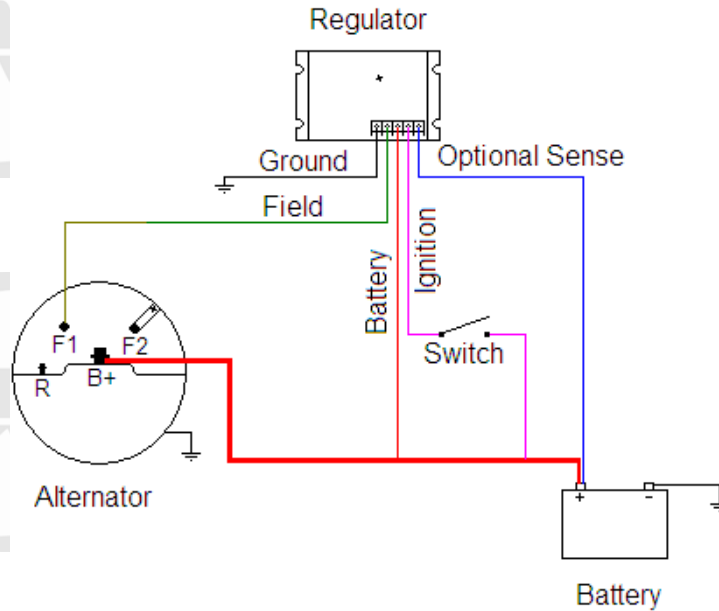 Regulator
Ground
Optional Sense
Field
Battery
Ignition
F1
F2
Switch
R
B+
Alternator
+
-
Battery